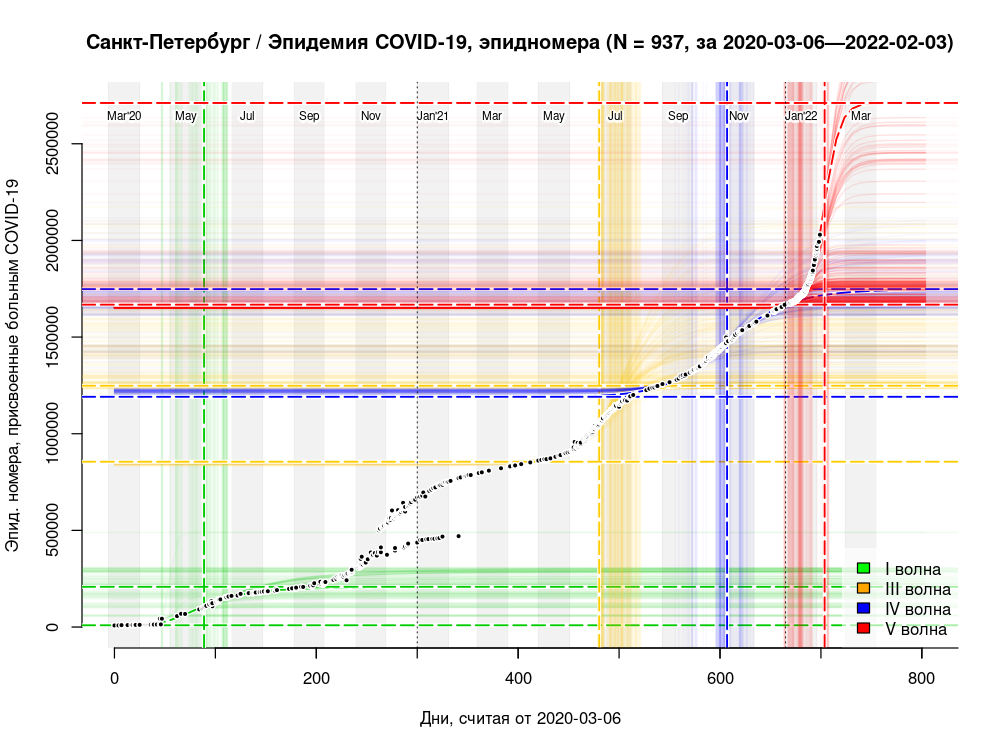 Санкт-Петербург / Эпидемия COVID-19, эпидномера (N = 937, за 2020-03-06—2022-02-03)
Mar'20 May Jul Sep Nov Jan'21 Mar May Jul Sep Nov Jan'22 Mar
Эпид. номера, присвоенные больным COVID-19
2500000
2000000
1500000
1000000
500000
0
I волна
III волна
IV волна
V волна
0 200 400 600 800
Дни, считая от 2020-03-06